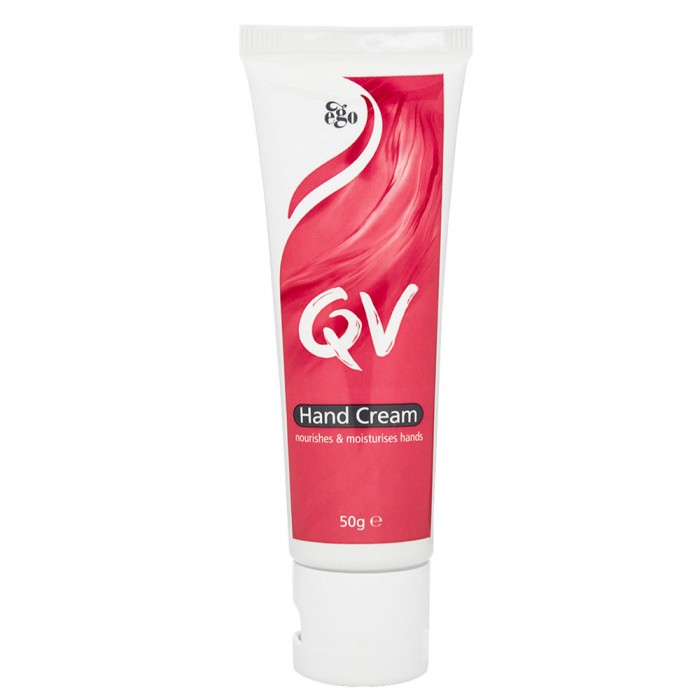 ego
QV
Hand Cream
nourishes & moisturises hands
50g ℮